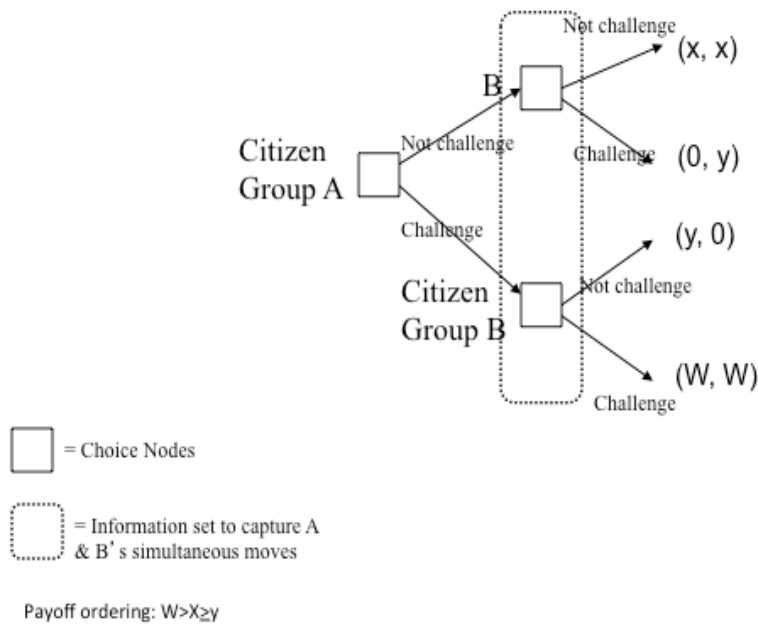 Not challenge
(x, x)
B
Not challenge
Challenge
(0, y)
Citizen
Group A
Challenge
(y, 0)
Not challenge
Citizen
Group B
(W, W)
Challenge
= Choice Nodes
= Information set to capture A
& B's simultaneous moves
Payoff ordering: W>X≥y